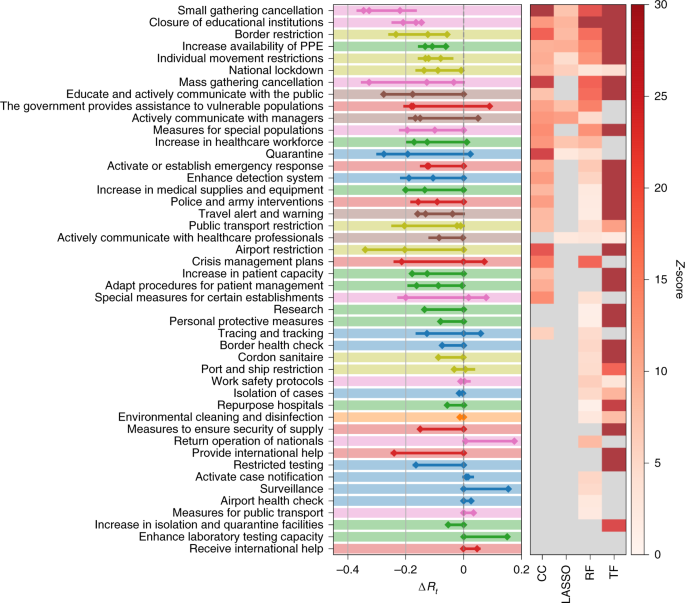 Small gathering cancellation
Closure of educational institutions
Border restriction
Increase availability of PPE
Individual movement restrictions
National lockdown
Mass gathering cancellation
Educate and actively communicate with the public
The government provides assistance to vulnerable populations
Actively communicate with managers
Measures for special populations
Increase in healthcare workforce
Quarantine
Activate or establish emergency response
Enhance detection system
Increase in medical supplies and equipment
Police and army interventions
Travel alert and warning
Public transport restriction
Actively communicate with healthcare professionals
Airport restriction
Crisis management plans
Increase in patient capacity
Adapt procedures for patient management
Special measures for certain establishments
Research
Personal protective measures
Tracing and tracking
Border health check
Cordon sanitaire
Port and ship restriction
Work safety protocols
Isolation of cases
Repurpose hospitals
Environmental cleaning and disinfection
Measures to ensure security of supply
Return operation of nationals
Provide international help
Restricted testing
Activate case notification
Surveillance
Airport health check
Measures for public transport
Increase in isolation and quarantine facilities
Enhance laboratory testing capacity
Receive international help
−0.4 −0.2 0 0.2
ΔRt
CC LASSO RF TF
30
25
20
15
10
5
0
Z-score